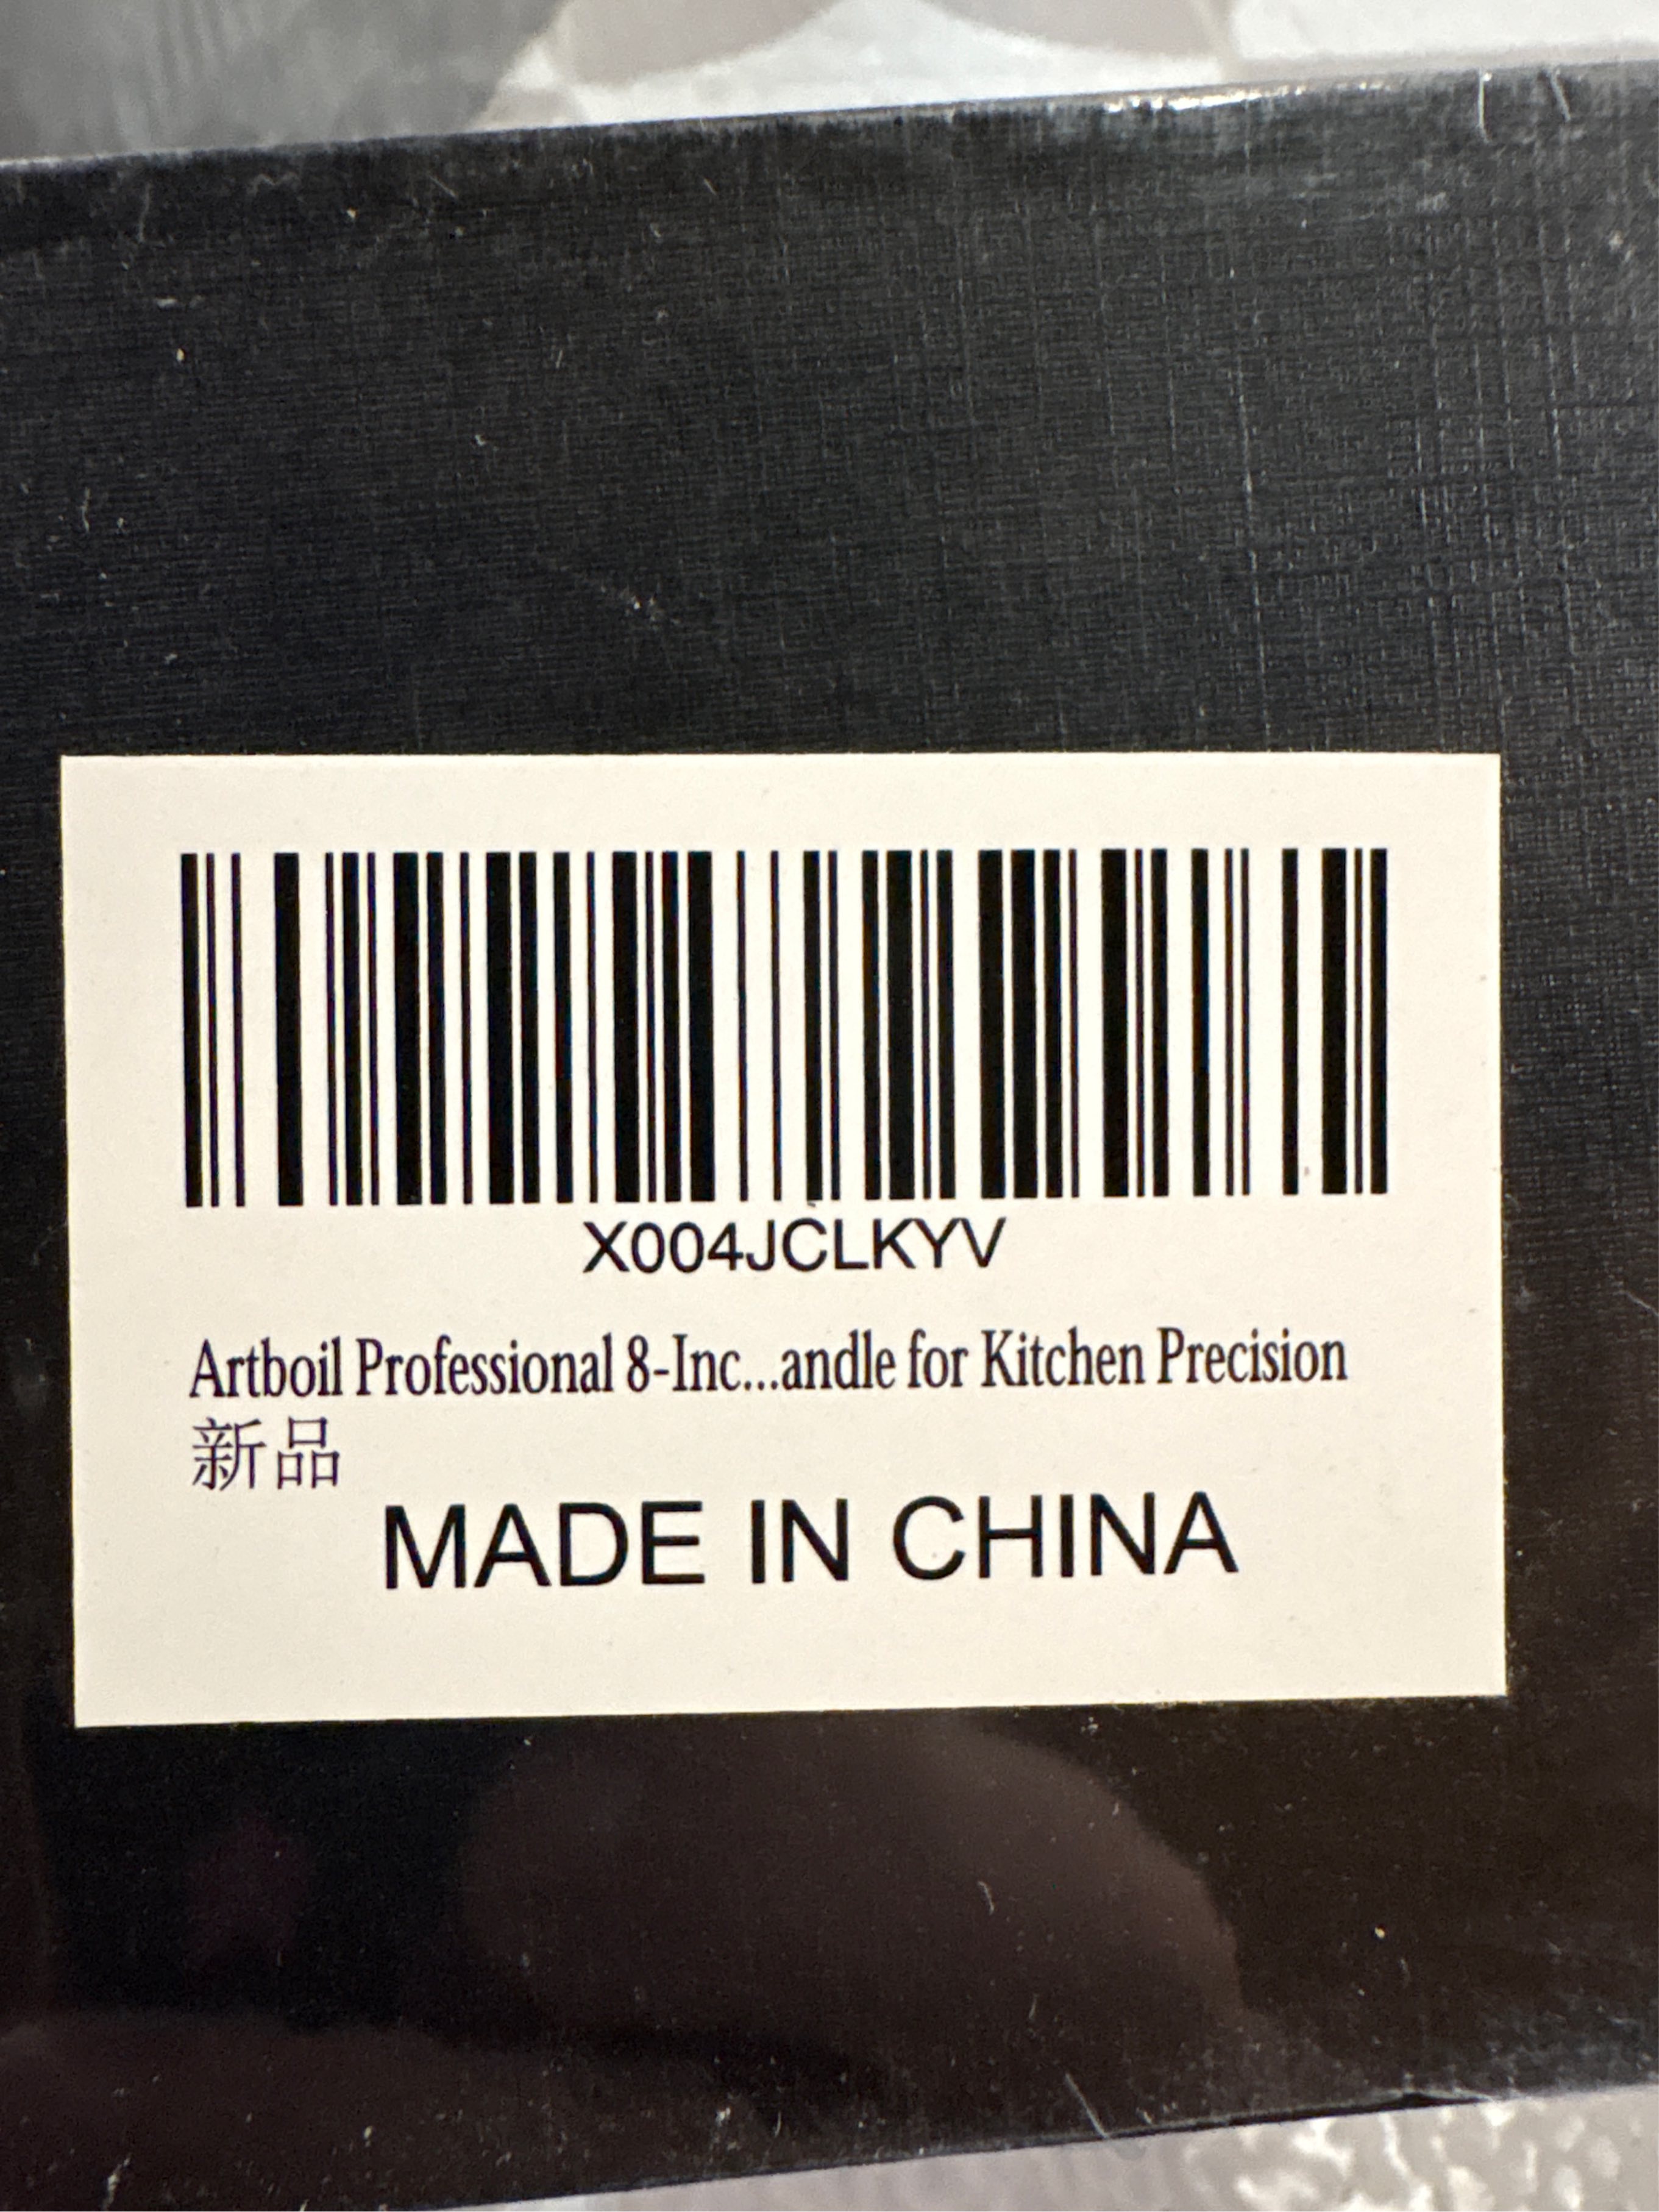 X004JCLKYV
Artboil Professional 8-Inc...andle for Kitchen Precision
新品
MADE IN CHINA